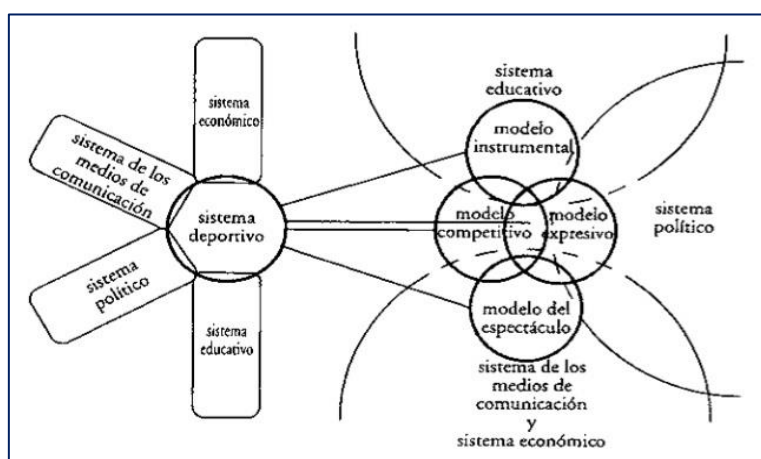 sistema
económico
sistema de los
medios de
comunicación
sistema
deportivo
sistema
político
sistema
educativo
sistema
educativo
modelo
instrumental
modelo
competitivo
modelo
expresivo
sistema
político
modelo del
espectáculo
sistema de los
medios de
comunicación
y
sistema económico